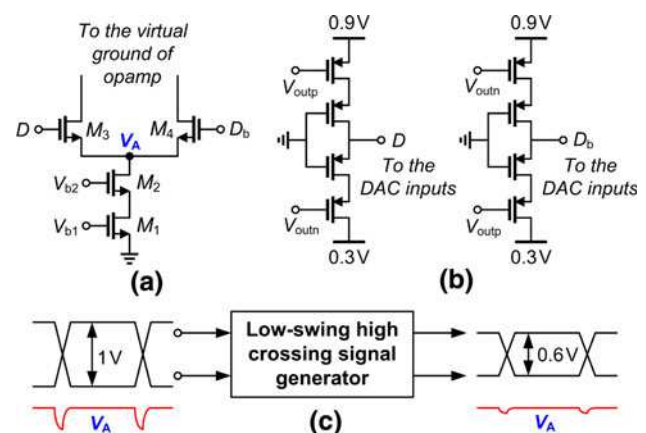 (a)
To the virtual
ground of
opamp
D
M3
M4
Db
VA
Vb2
M2
Vb1
M1
0.9V
0.9V
Voutp
Voutn
D
Db
To the
DAC inputs
To the
DAC inputs
Voutn
Voutp
0.3V
0.3V
(b)
1V
VA
Low-swing high
crossing signal
generator
(c)
0.6V
VA